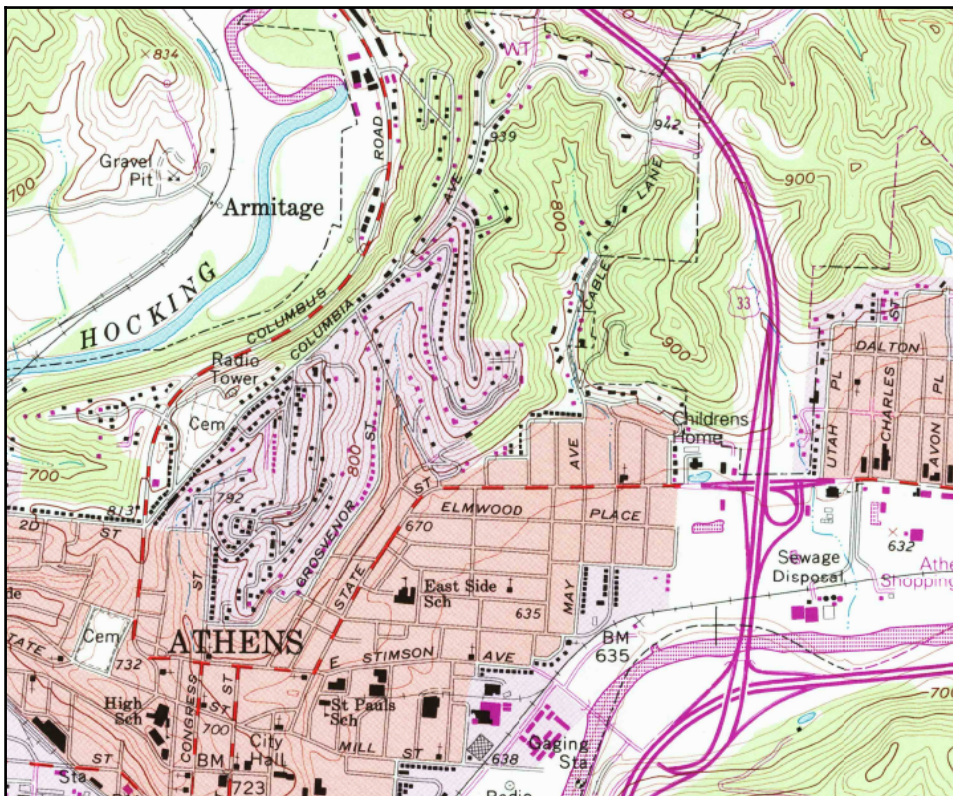 834
WT
939
942
ROAD
Gravel
Pit
700
900
Armitage
AVE
LANE
800
HOCKING
CABLE
33
COLUMBUS
COLUMBIA
ST
DALTON
900
Radio
Tower
UTAH PL
CHARLES
AVON PL
Cem
Childrens
Home
AVE
ST
800
700
792
ST
813
ELMWOOD PLACE
2D
ST
670
GROSVENOR
632
Sewage
Disposal
Athe
Shopping
STATE
East Side
Sch
635
MAY
ST
Cem
ATHENS
BM
635
TATE
732
E
STIMSON AVE
700
High
Sch
CONGRESS
ST
St Pauls
Sch
700
City
Hall
MILL ST
638
Gaging
Sta
ST
Sta
BM
723